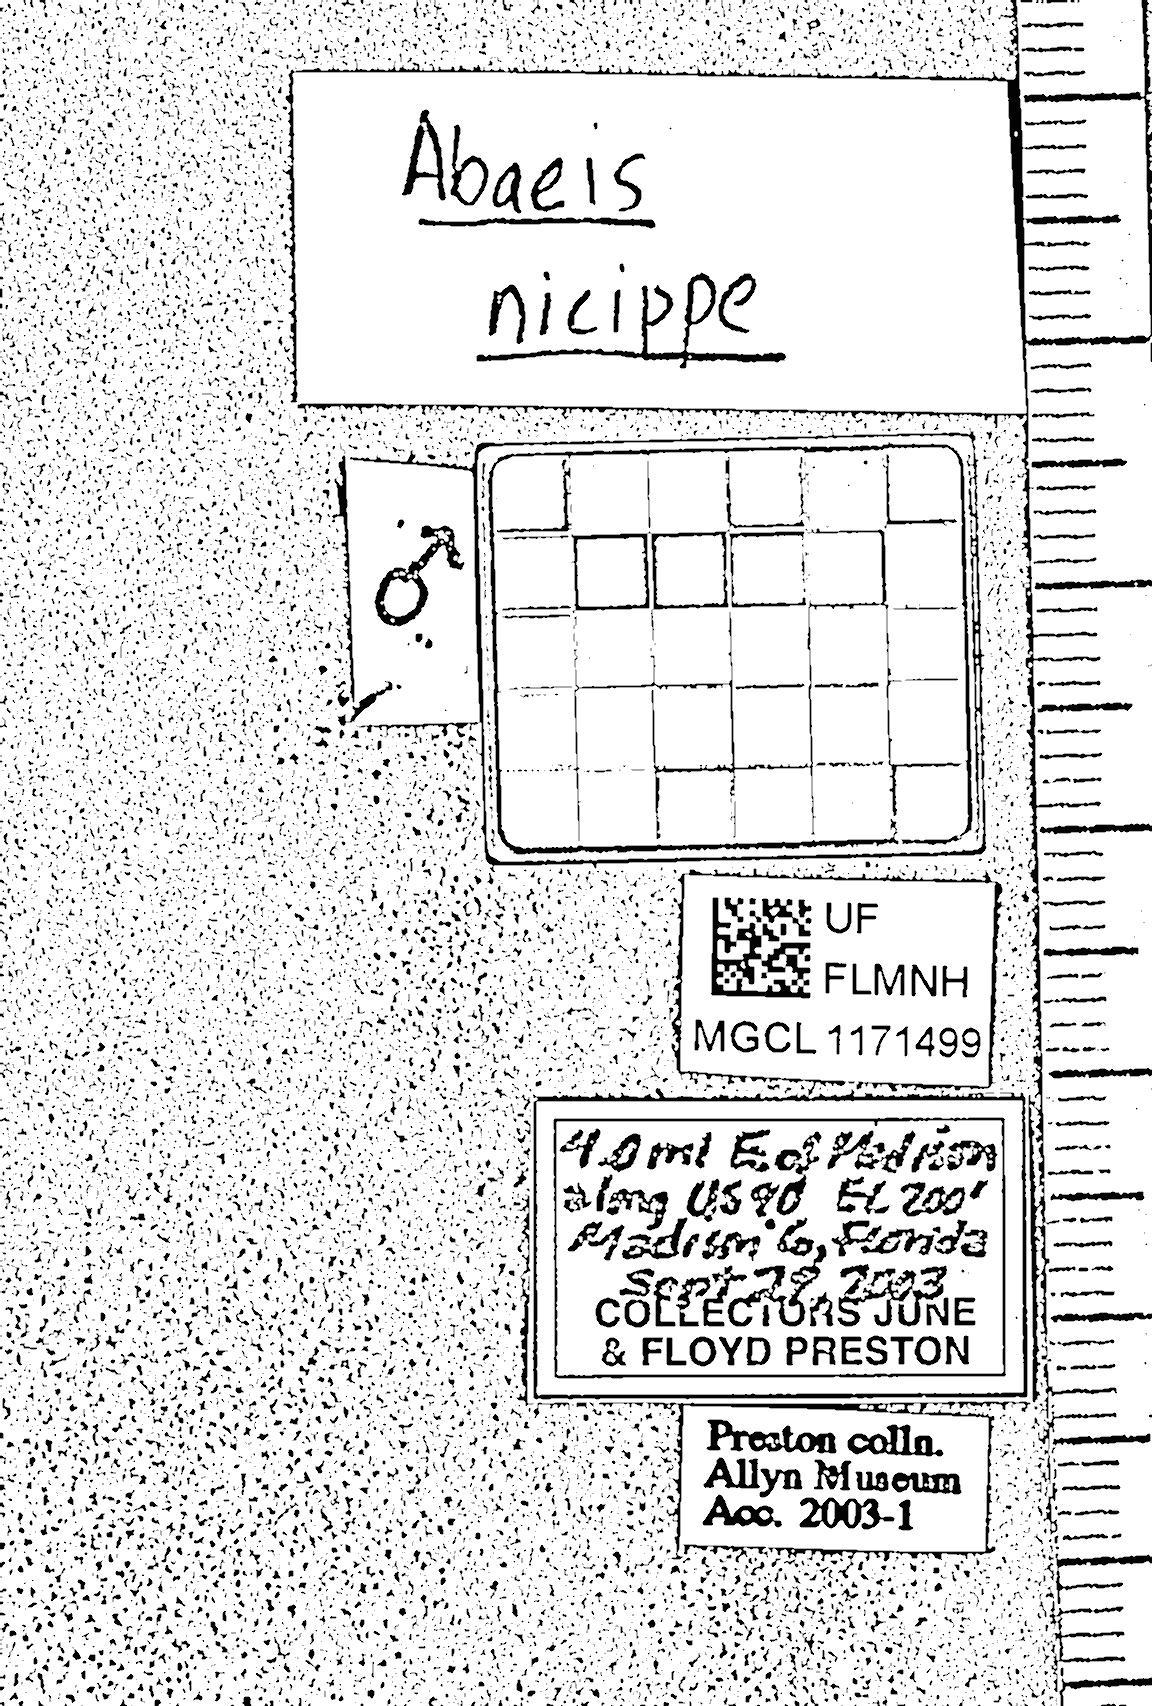 Abaeis
nicippe
♂
UF
FLMNH
MGCL 1171499
4.0 mi E. of Madison
along US 90 El 200'
Madison Co, Florida
Sept 29, 2003
COLLECTORS JUNE
& FLOYD PRESTON
Preston colln.
Allyn Museum
Acc. 2003-1